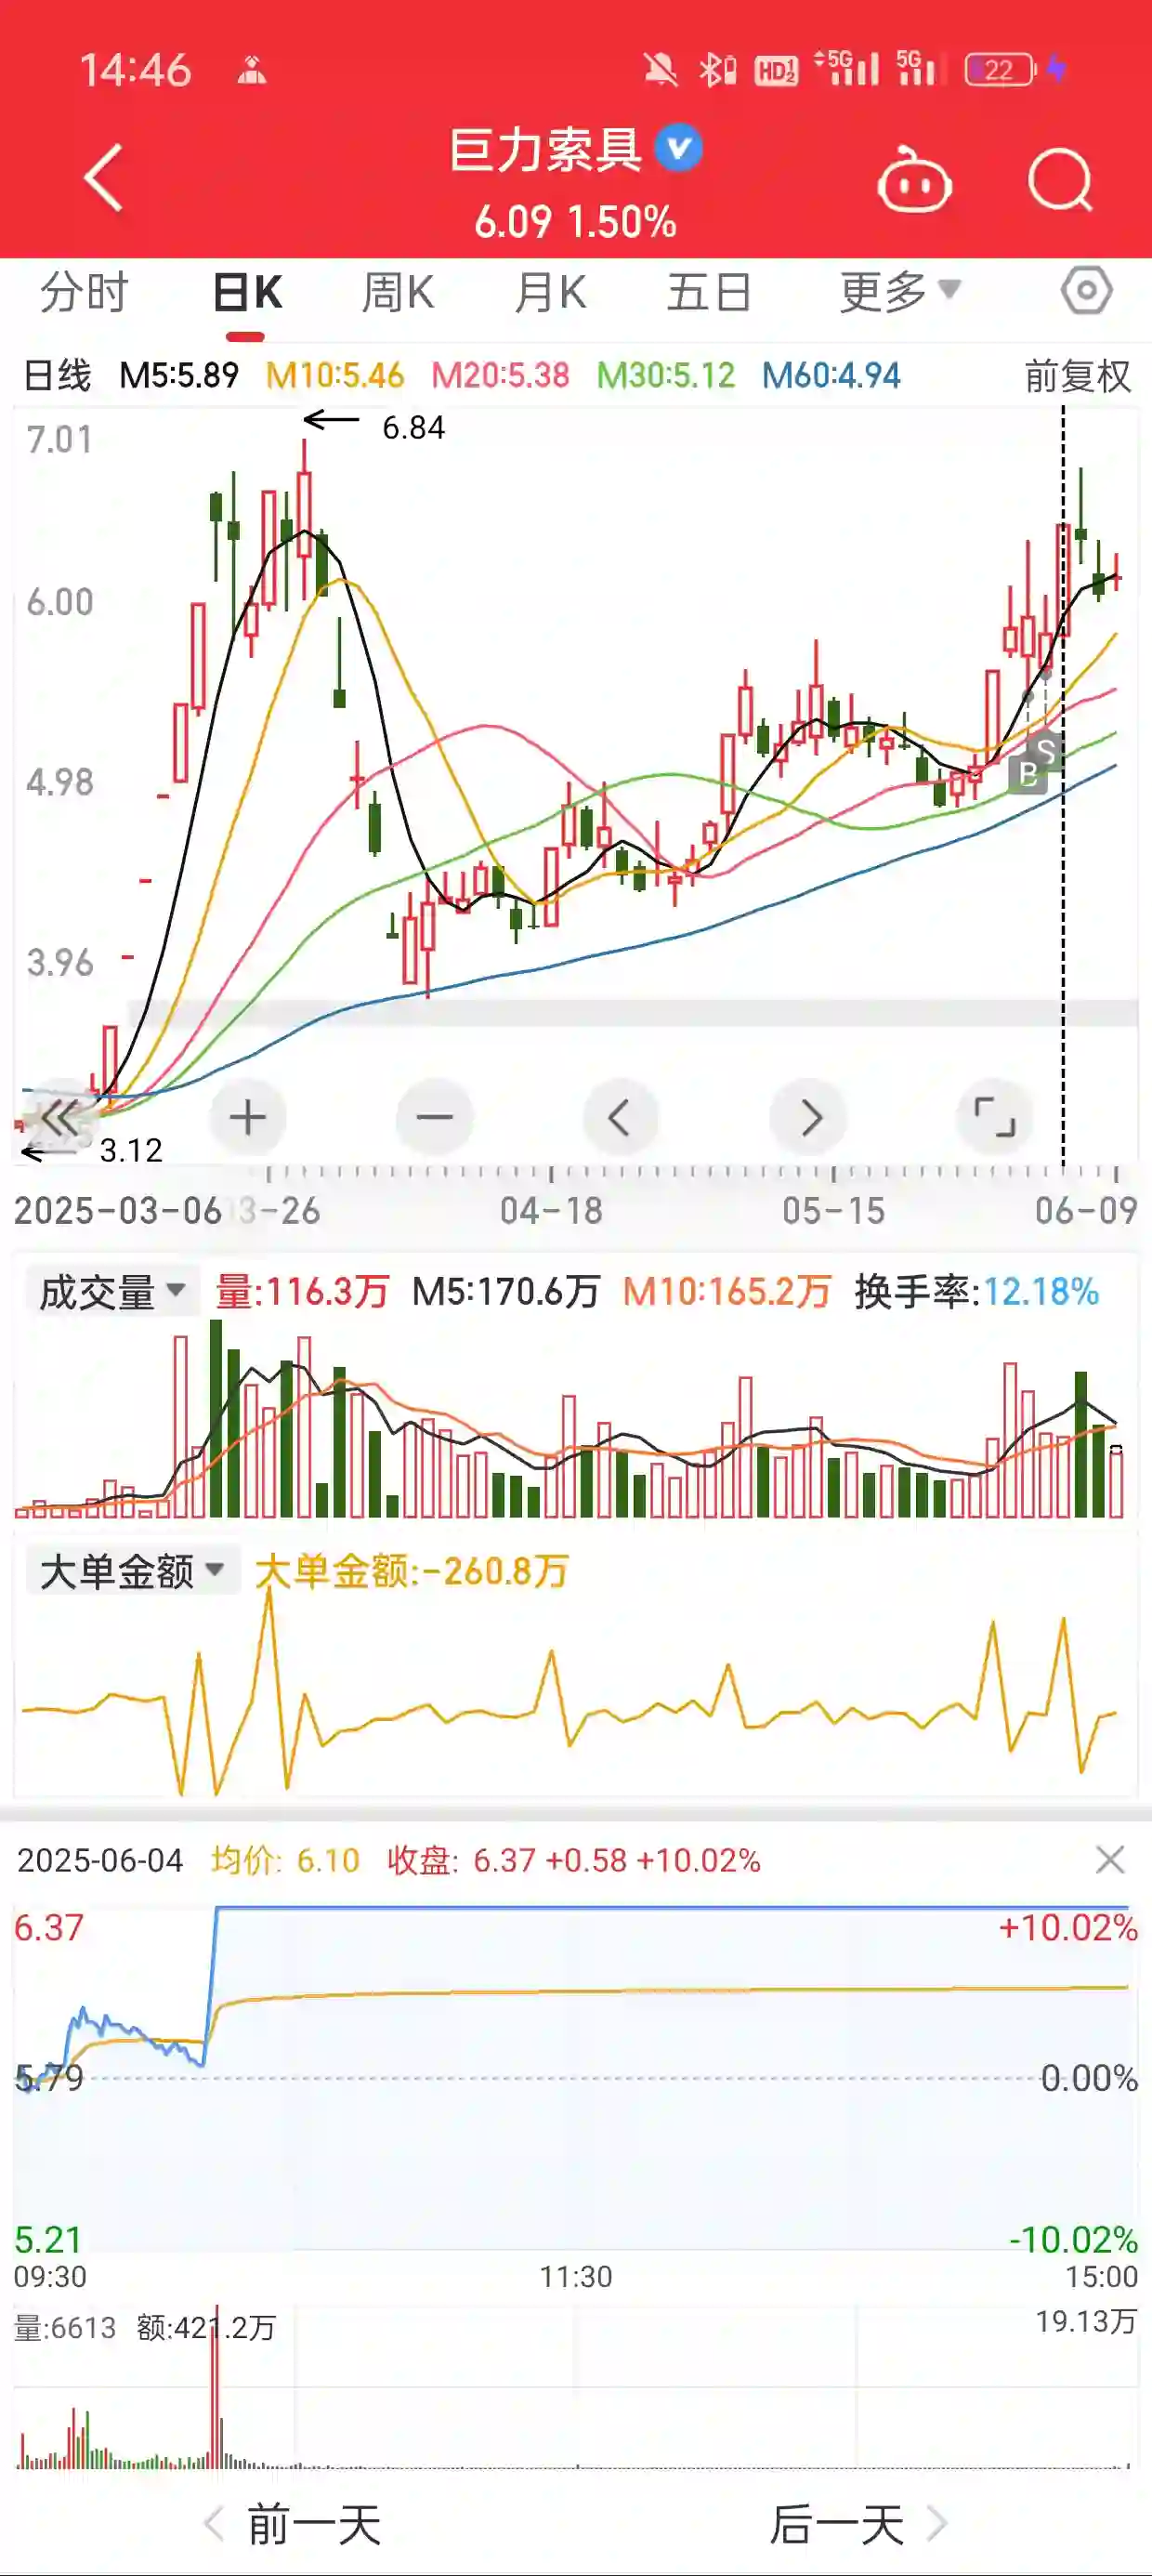 14:46
HD 1 2 5G 5G 22
巨力索具
6.09 1.50%
分时 日K 周K 月K 五日 更多
日线 M5:5.89 M10:5.46 M20:5.38 M30:5.12 M60:4.94 前复权
7.01
6.84
6.00
4.98
S
B
3.96
3.12
2025-03-06 3-26 04-18 05-15 06-09
成交量 量:116.3万 M5:170.6万 M10:165.2万 换手率:12.18%
大单金额 大单金额:-260.8万
2025-06-04 均价: 6.10 收盘: 6.37 +0.58 +10.02%
6.37 +10.02%
5.79 0.00%
5.21 -10.02%
09:30 11:30 15:00
量:6613 额:421.2万 19.13万
前一天 后一天